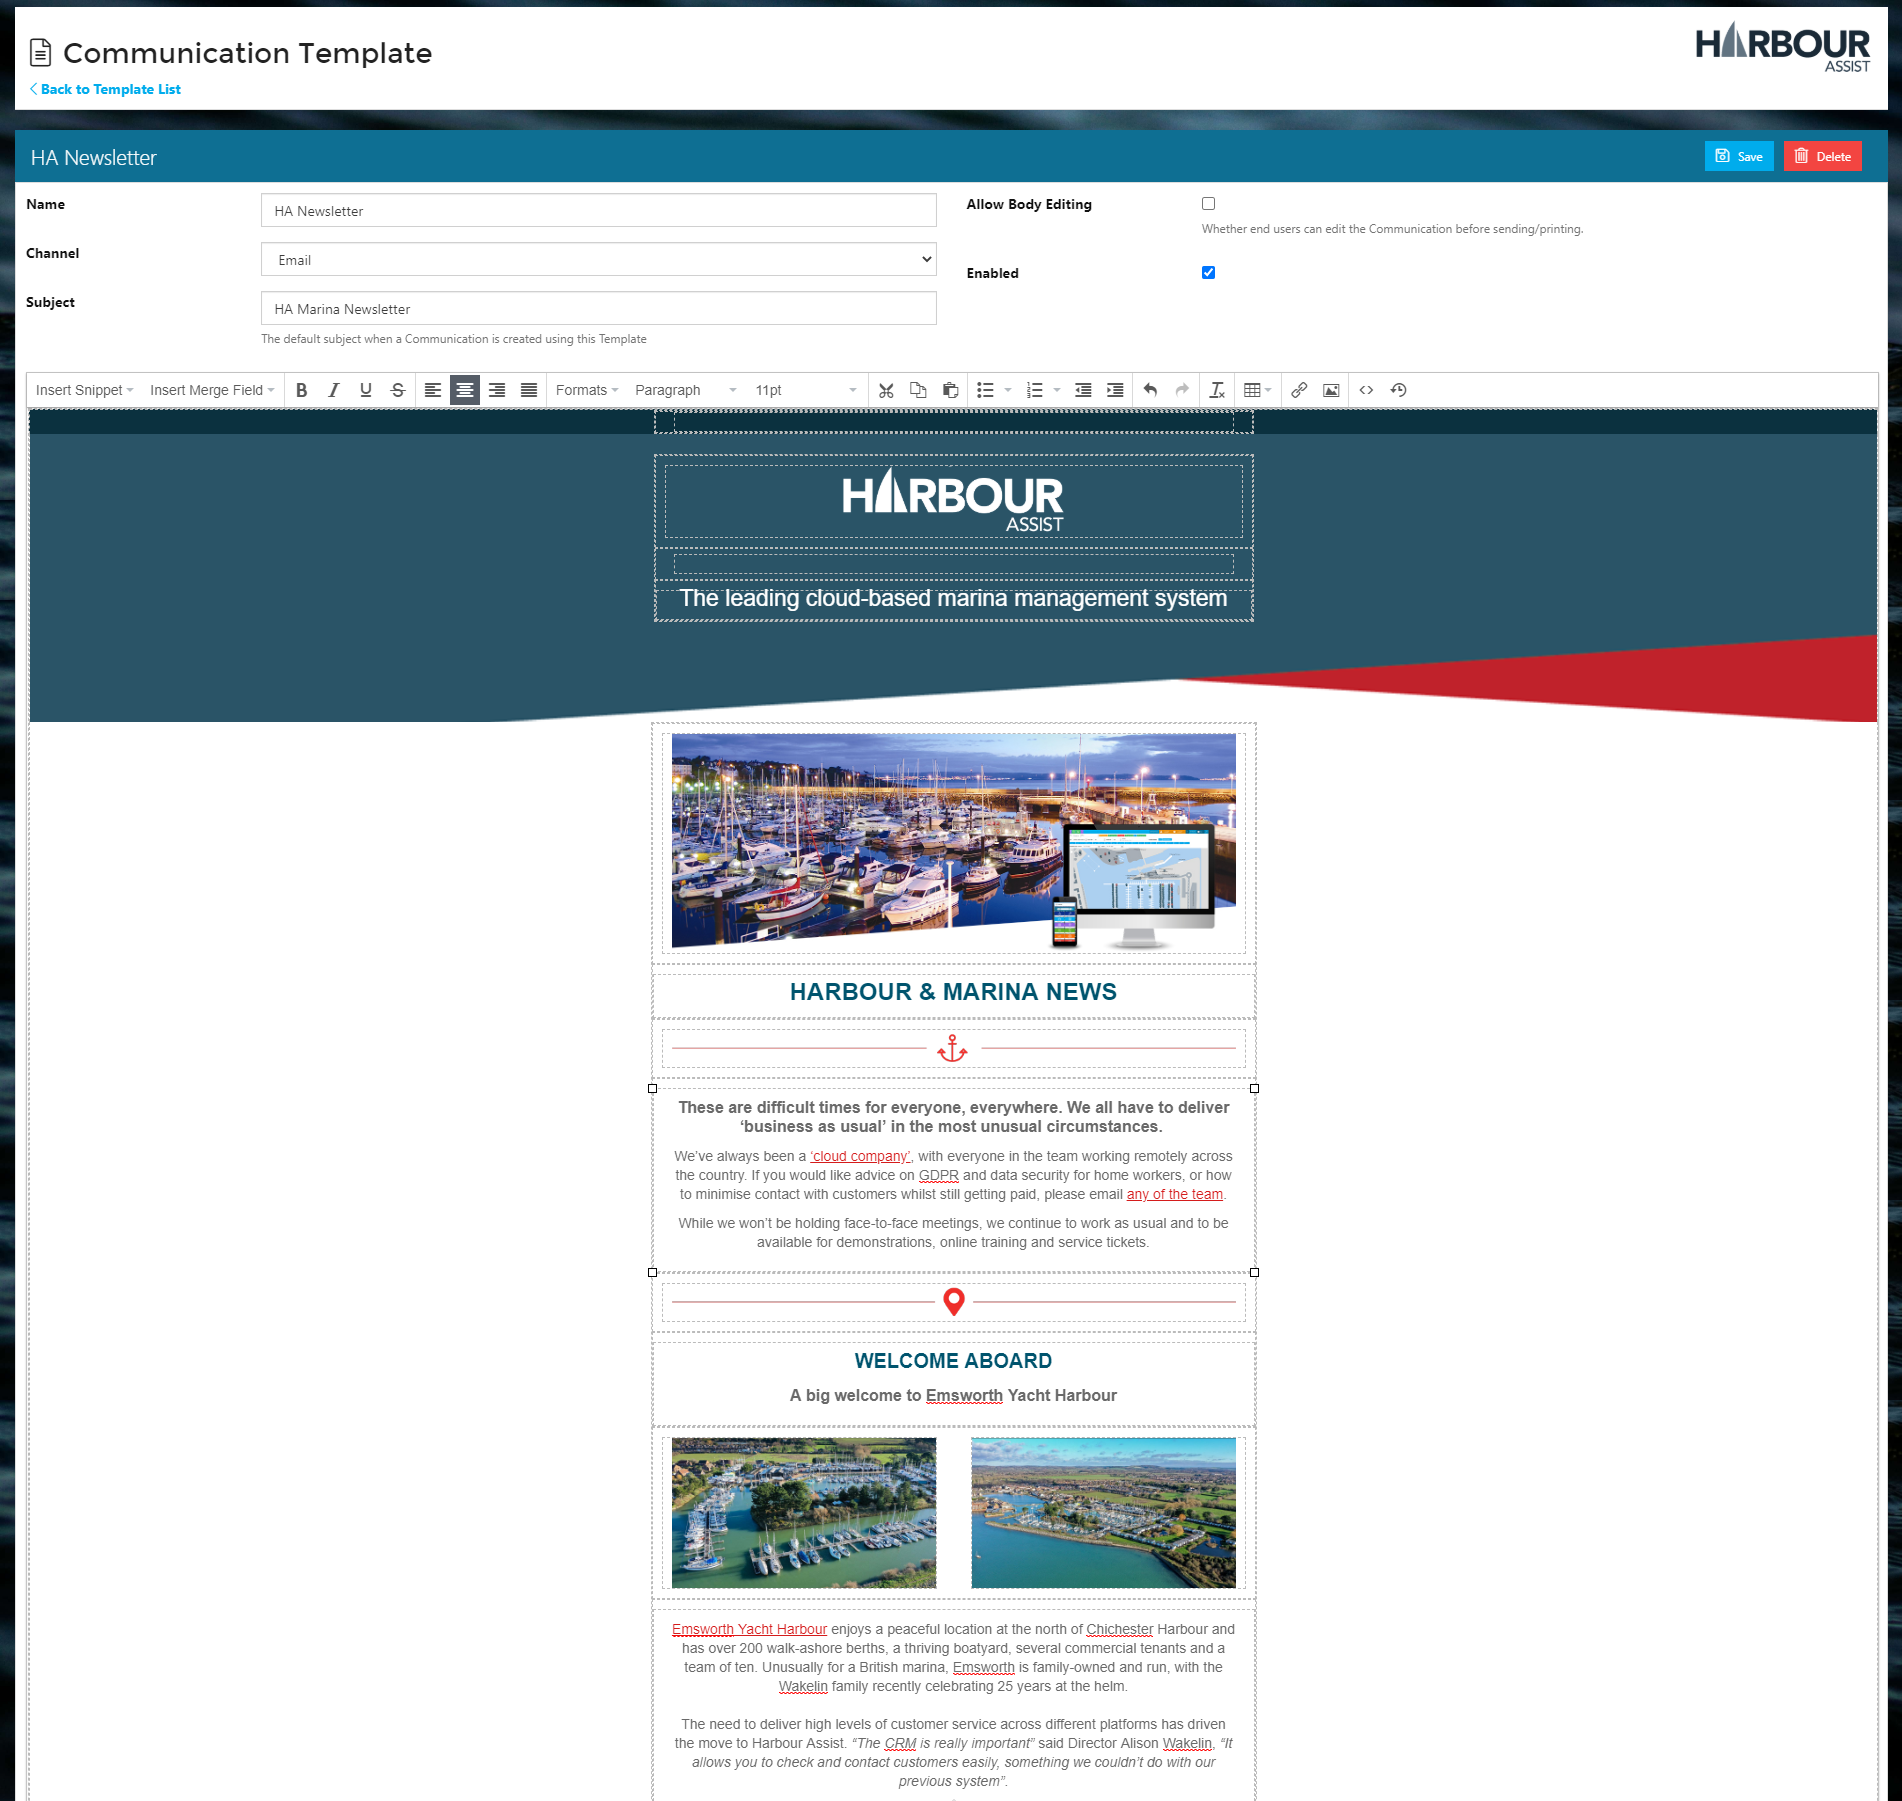 Communication Template
HARBOUR
ASSIST
Back to Template List
HA Newsletter
Save
Delete
Name
HA Newsletter
Channel
Email
Subject
HA Marina Newsletter
The default subject when a Communication is created using this Template
Allow Body Editing
Whether end users can edit the Communication before sending/printing.
Enabled
Insert Snippet Insert Merge Field B I U S Formats Paragraph 11pt
HARBOUR
ASSIST
The leading cloud-based marina management system
HARBOUR & MARINA NEWS
These are difficult times for everyone, everywhere. We all have to deliver
‘business as usual’ in the most unusual circumstances.
We’ve always been a ‘cloud company’, with everyone in the team working remotely across
the country. If you would like advice on GDPR and data security for home workers, or how
to minimise contact with customers whilst still getting paid, please email any of the team.
While we won’t be holding face-to-face meetings, we continue to work as usual and to be
available for demonstrations, online training and service tickets.
WELCOME ABOARD
A big welcome to Emsworth Yacht Harbour
Emsworth Yacht Harbour enjoys a peaceful location at the north of Chichester Harbour and
has over 200 walk-ashore berths, a thriving boatyard, several commercial tenants and a
team of ten. Unusually for a British marina, Emsworth is family-owned and run, with the
Wakelin family recently celebrating 25 years at the helm.
The need to deliver high levels of customer service across different platforms has driven
the move to Harbour Assist. “The CRM is really important” said Director Alison Wakelin, “It
allows you to check and contact customers easily, something we couldn’t do with our
previous system”.